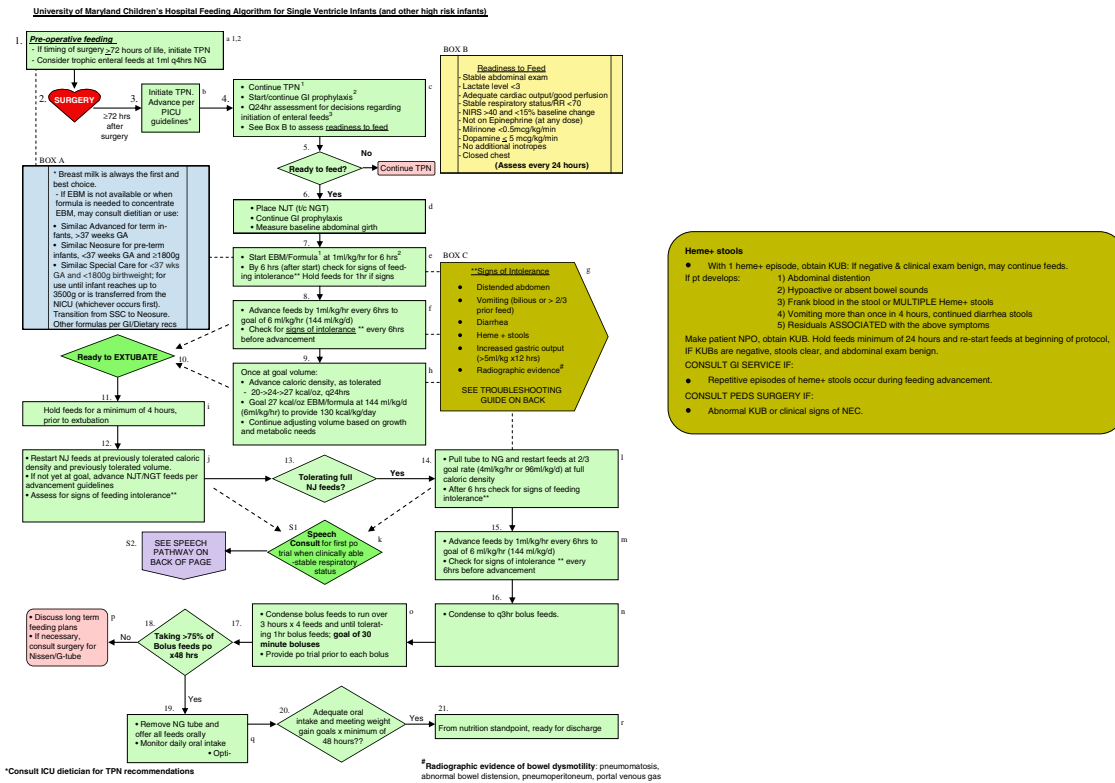 University of Maryland Children's Hospital Feeding Algorithm for Single Ventricle Infants (and other high risk infants)
1.
Pre-operative feeding
- If timing of surgery ≥72 hours of life, initiate TPN
- Consider trophic enteral feeds at 1ml q4hrs NG
a 1,2
2.
SURGERY
≥72 hrs
after
surgery
3.
Initiate TPN.
Advance per
PICU
guidelines*
b
4.
• Continue TPN1
• Start/continue GI prophylaxis2
• Q24hr assessment for decisions regarding
initiation of enteral feeds3
• See Box B to assess readiness to feed
c
BOX B
Readiness to Feed
- Stable abdominal exam
- Lactate level <3
- Adequate cardiac output/good perfusion
- Stable respiratory status/RR <70
- NIRS >40 and <15% baseline change
- Not on Epinephrine (at any dose)
- Milrinone <0.5mcg/kg/min
- Dopamine ≤ 5 mcg/kg/min
- No additional inotropes
- Closed chest
(Assess every 24 hours)
5.
Ready to feed?
No
Continue TPN
Yes
BOX A
* Breast milk is always the first and
best choice.
- If EBM is not available or when
formula is needed to concentrate
EBM, may consult dietitian or use:
• Similac Advanced for term in-
fants, >37 weeks GA
• Similac Neosure for pre-term
infants, <37 weeks GA and ≥1800g
• Similac Special Care for <37 wks
GA and <1800g birthweight; for
use until infant reaches up to
3500g or is transferred from the
NICU (whichever occurs first).
Transition from SSC to Neosure.
Other formulas per GI/Dietary recs
6.
• Place NJT (t/c NGT)
• Continue GI prophylaxis
• Measure baseline abdominal girth
d
7.
• Start EBM/Formula1 at 1ml/kg/hr for 6 hrs2
• By 6 hrs (after start) check for signs of feed-
ing intolerance** Hold feeds for 1hr if signs
e
8.
• Advance feeds by 1ml/kg every 6hrs to
goal of 6 ml/kg/hr (144 ml/kg/d)
• Check for signs of intolerance ** every 6hrs
before advancement
f
9.
Once at goal volume:
• Advance caloric density, as tolerated
- 20->24->27 kcal/oz, q24hrs
• Goal 27 kcal/oz EBM/formula at 144 ml/kg/d
(6ml/kg/hr) to provide 130 kcal/kg/day
• Continue adjusting volume based on growth
and metabolic needs
h
BOX C
**Signs of Intolerance
● Distended abdomen
● Vomiting (bilious or > 2/3
prior feed)
● Diarrhea
● Heme + stools
● Increased gastric output
(>5ml/kg x12 hrs)
● Radiographic evidence#
SEE TROUBLESHOOTING
GUIDE ON BACK
g
Heme+ stools
● With 1 heme+ episode, obtain KUB: If negative & clinical exam benign, may continue feeds.
If pt develops:
1) Abdominal distention
2) Hypoactive or absent bowel sounds
3) Frank blood in the stool or MULTIPLE Heme+ stools
4) Vomiting more than once in 4 hours, continued diarrhea stools
5) Residuals ASSOCIATED with the above symptoms
Make patient NPO, obtain KUB. Hold feeds minimum of 24 hours and re-start feeds at beginning of protocol,
IF KUBs are negative, stools clear, and abdominal exam benign.
CONSULT GI SERVICE IF:
● Repetitive episodes of heme+ stools occur during feeding advancement.
CONSULT PEDS SURGERY IF:
● Abnormal KUB or clinical signs of NEC.
Ready to EXTUBATE
10.
11.
Hold feeds for a minimum of 4 hours,
prior to extubation
i
12.
• Restart NJ feeds at previously tolerated caloric
density and previously tolerated volume.
• If not yet at goal, advance NJT/NGT feeds per
advancement guidelines
• Assess for signs of feeding intolerance**
j
13.
Tolerating full
NJ feeds?
Yes
14.
• Pull tube to NG and restart feeds at 2/3
goal rate (4ml/kg/hr or 96ml/kg/d) at full
caloric density
• After 6 hrs check for signs of feeding
intolerance**
l
S1
Speech
Consult for first po
trial when clinically able
-stable respiratory
status
k
S2.
SEE SPEECH
PATHWAY ON
BACK OF PAGE
15.
• Advance feeds by 1ml/kg every 6hrs to
goal of 6 ml/kg/hr (144 ml/kg/d)
• Check for signs of intolerance ** every
6hrs before advancement
m
16.
• Condense to q3hr bolus feeds.
n
17.
• Condense bolus feeds to run over
3 hours x 4 feeds and until tolerat-
ing 1hr bolus feeds; goal of 30
minute boluses
• Provide po trial prior to each bolus
o
18.
Taking >75% of
Bolus feeds po
x48 hrs
No
• Discuss long term
feeding plans
• If necessary,
consult surgery for
Nissen/G-tube
p
Yes
19.
• Remove NG tube and
offer all feeds orally
• Monitor daily oral intake
• Opti-
q
20.
Adequate oral
intake and meeting weight
gain goals x minimum of
48 hours??
Yes
21.
From nutrition standpoint, ready for discharge
r
*Consult ICU dietician for TPN recommendations
#Radiographic evidence of bowel dysmotility: pneumomatosis,
abnormal bowel distension, pneumoperitoneum, portal venous gas